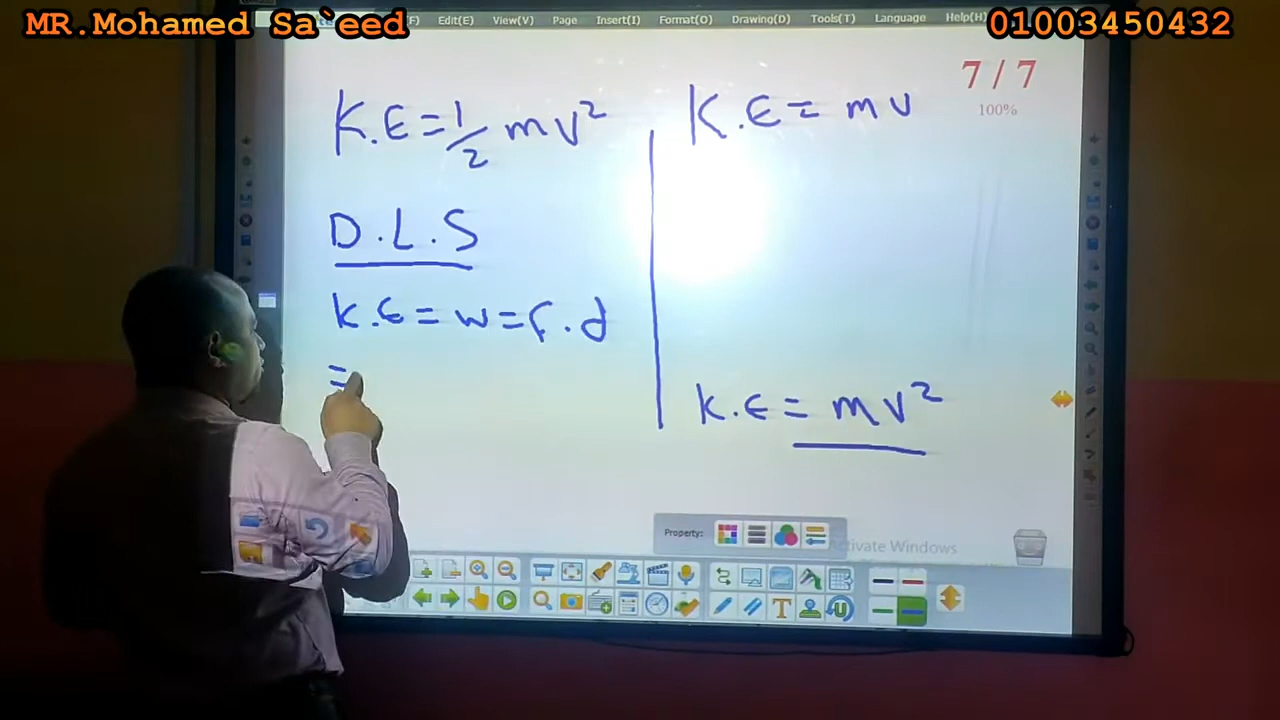 MR.Mohamed Sa`eed
01003450432
Edit(E) View(V) Page Insert(I) Format(O) Drawing(D) Tools(T) Language Help(H)
7 / 7
100%
K.E = 1/2 mv²
K.E = mv
D.L.S
K.E = w = F.d
=
K.E = mv²
Property:
Activate Windows